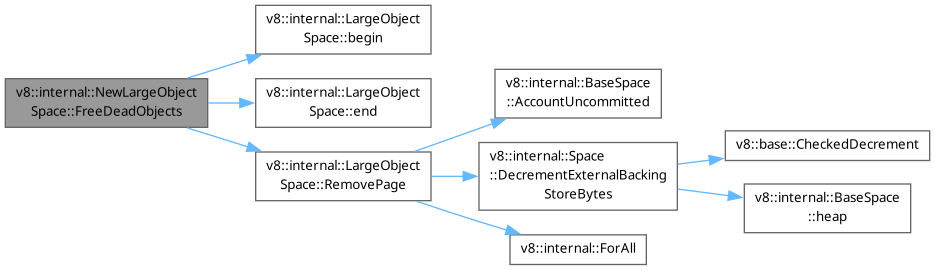 v8::internal::NewLargeObject
Space::FreeDeadObjects
v8::internal::LargeObject
Space::begin
v8::internal::LargeObject
Space::end
v8::internal::LargeObject
Space::RemovePage
v8::internal::BaseSpace
::AccountUncommitted
v8::internal::Space
::DecrementExternalBacking
StoreBytes
v8::internal::ForAll
v8::base::CheckedDecrement
v8::internal::BaseSpace
::heap